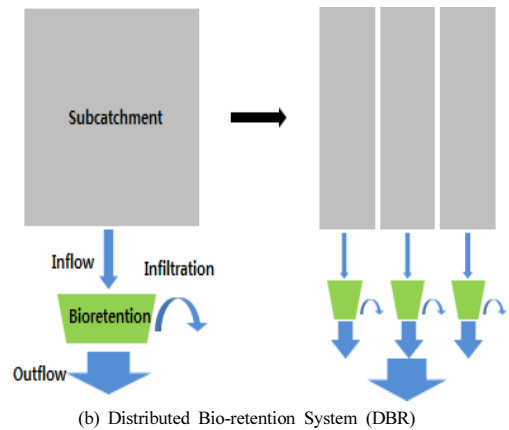 Subcatchment
Inflow
Infiltration
Bioretention
Outflow
(b) Distributed Bio-retention System (DBR)